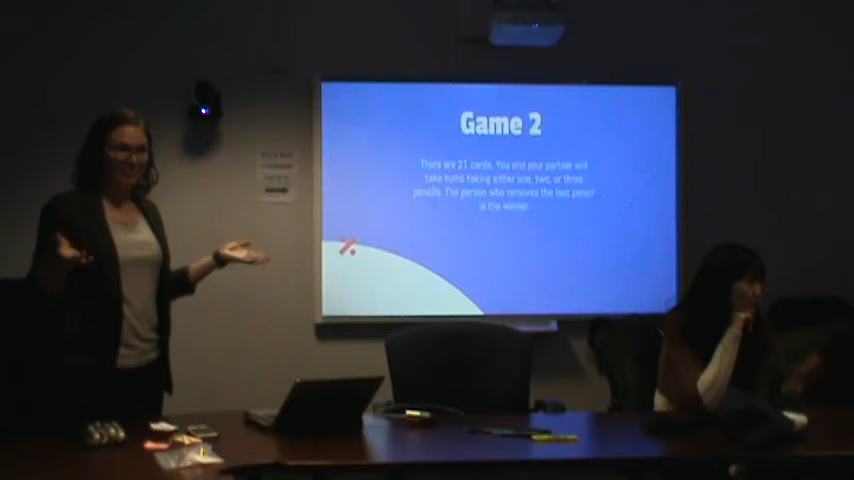 Game 2
There are 21 cards. You and your partner will
take turns taking either one, two, or three
pencils. The person who removes the last pencil
is the winner.